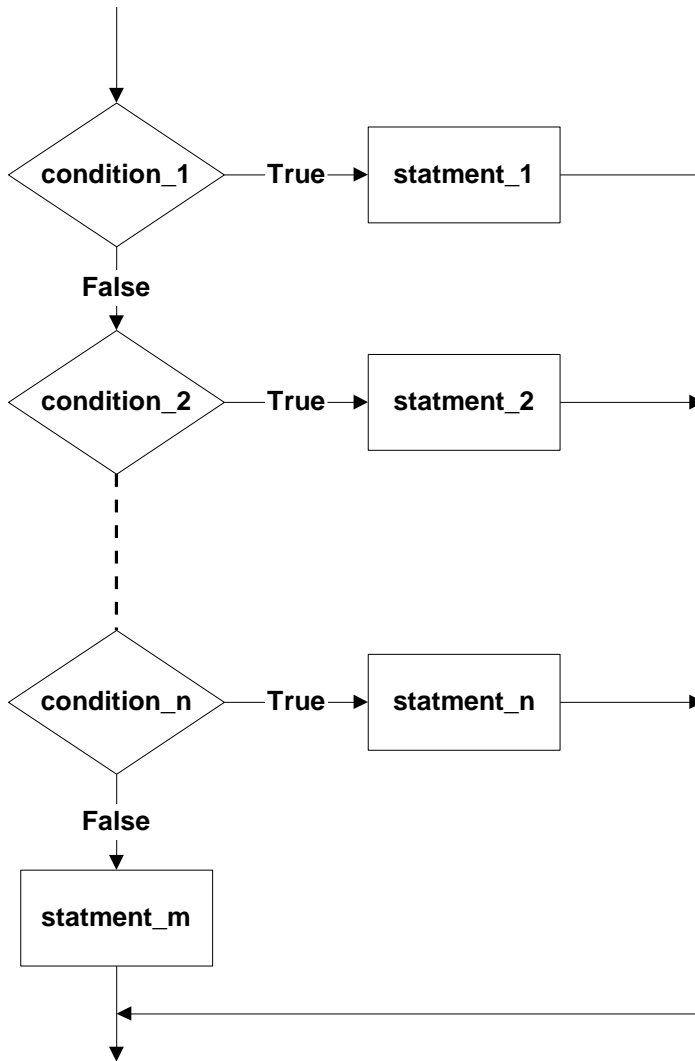 condition_1
True
statment_1
False
condition_2
True
statment_2
condition_n
True
statment_n
False
statment_m